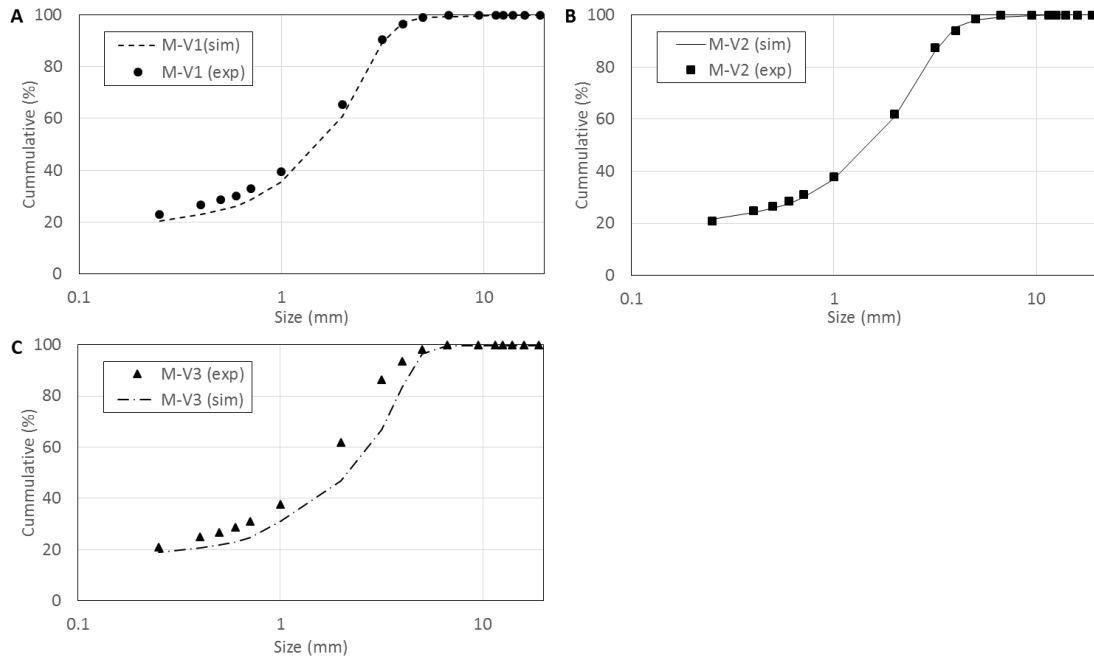 A
100
80
60
40
20
0
0.1
1
10
Cummulative (%)
Size (mm)
M-V1(sim)
M-V1 (exp)
B
100
80
60
40
20
0
0.1
1
10
Cummulative (%)
Size (mm)
M-V2 (sim)
M-V2 (exp)
C
100
80
60
40
20
0
0.1
1
10
Cummulative (%)
Size (mm)
M-V3 (exp)
M-V3 (sim)